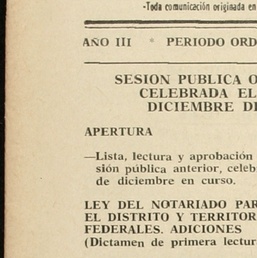 -Toda comunicación originada en
AÑO III * PERIODO ORD
SESION PUBLICA O
CELEBRADA EL
DICIEMBRE DE
APERTURA
—Lista, lectura y aprobación
sión pública anterior, celeb
de diciembre en curso.
LEY DEL NOTARIADO PAR
EL DISTRITO Y TERRITOR
FEDERALES. ADICIONES
(Dictamen de primera lectur